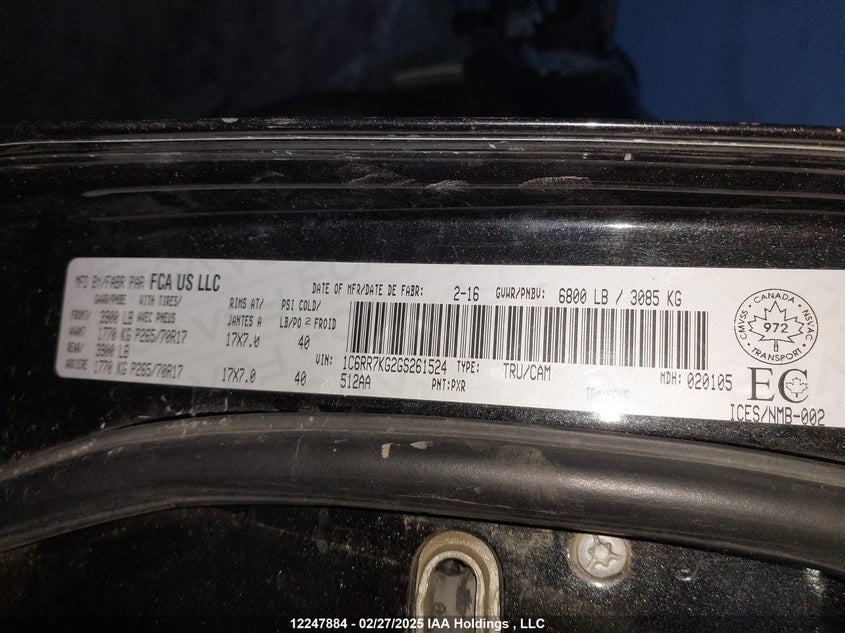 MFD BY/FABR PAR FCA US LLC
DATE OF MFR/DATE DE FABR: 2-16 GVWR/PNBV: 6800 LB / 3085 KG
GAWR/PNBE WITH TIRES/ RIMS AT/ PSI COLD/
FRONT/ 3900 LB AVEC PNEUS JANTES A LB/PO2 FROID
AVANT 1770 KG P265/70R17 17X7.0 40
REAR/ 3900 LB
ARRIERE 1770 KG P265/70R17 17X7.0 40
VIN: 1C6RR7KG2GS261524 TYPE: TRU/CAM MDH: 020105
512AA PNT:PXR
CANADA
CMVSS 972 NSVAC
TRANSPORT
EC
ICES/NMB-002
12247884 - 02/27/2025 IAA Holdings , LLC